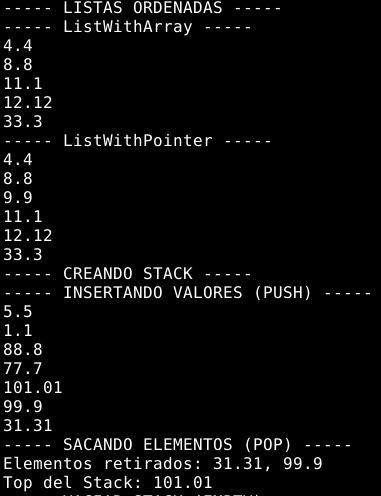 ----- LISTAS ORDENADAS -----
----- ListWithArray -----
4.4
8.8
11.1
12.12
33.3
----- ListWithPointer -----
4.4
8.8
9.9
11.1
12.12
33.3
----- CREANDO STACK -----
----- INSERTANDO VALORES (PUSH) -----
5.5
1.1
88.8
77.7
101.01
99.9
31.31
----- SACANDO ELEMENTOS (POP) -----
Elementos retirados: 31.31, 99.9
Top del Stack: 101.01